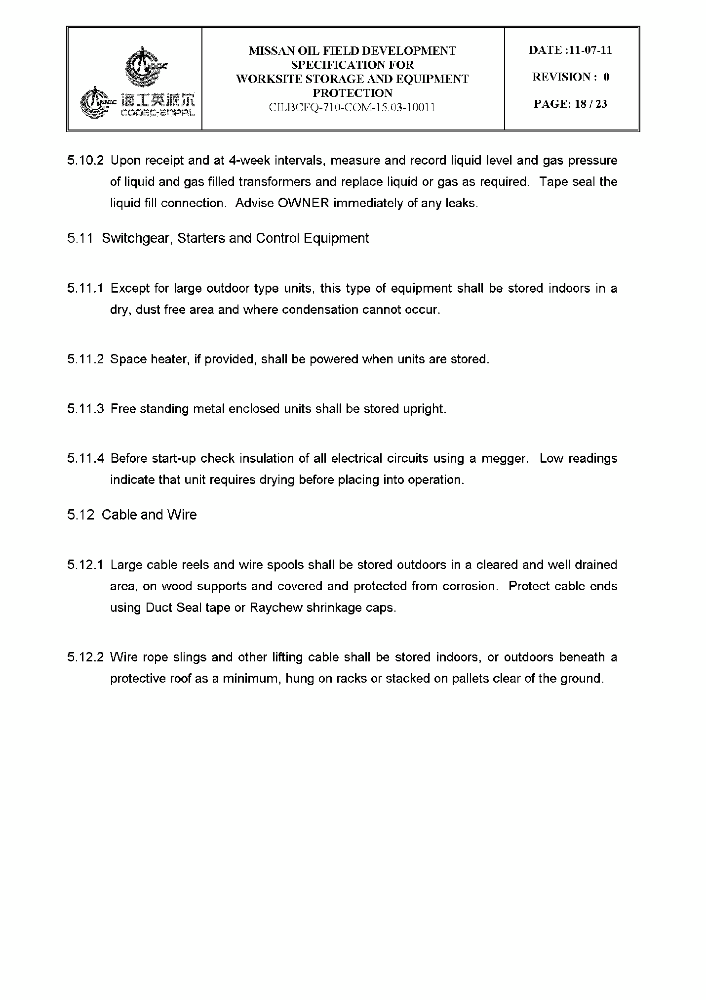 MISSAN OIL FIELD DEVELOPMENT
SPECIFICATION FOR
WORKSITE STORAGE AND EQUIPMENT
PROTECTION
CILBCFQ-710-COM-15.03-10011
海工英派尔
COOEC-ENPAL
DATE :11-07-11
REVISION : 0
PAGE: 18 / 23
5.10.2 Upon receipt and at 4-week intervals, measure and record liquid level and gas pressure
of liquid and gas filled transformers and replace liquid or gas as required. Tape seal the
liquid fill connection. Advise OWNER immediately of any leaks.
5.11 Switchgear, Starters and Control Equipment
5.11.1 Except for large outdoor type units, this type of equipment shall be stored indoors in a
dry, dust free area and where condensation cannot occur.
5.11.2 Space heater, if provided, shall be powered when units are stored.
5.11.3 Free standing metal enclosed units shall be stored upright.
5.11.4 Before start-up check insulation of all electrical circuits using a megger. Low readings
indicate that unit requires drying before placing into operation.
5.12 Cable and Wire
5.12.1 Large cable reels and wire spools shall be stored outdoors in a cleared and well drained
area, on wood supports and covered and protected from corrosion. Protect cable ends
using Duct Seal tape or Raychew shrinkage caps.
5.12.2 Wire rope slings and other lifting cable shall be stored indoors, or outdoors beneath a
protective roof as a minimum, hung on racks or stacked on pallets clear of the ground.